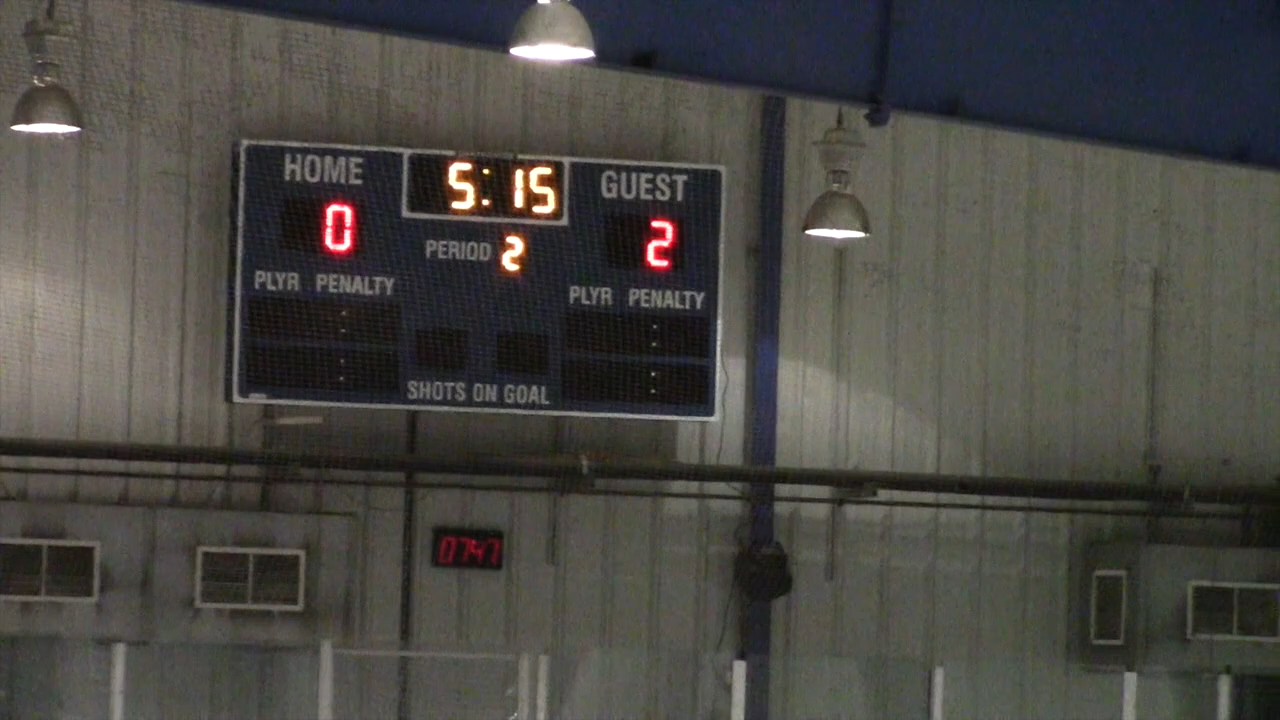 HOME 5:15 GUEST
0 PERIOD 2 2
PLYR PENALTY PLYR PENALTY
SHOTS ON GOAL
0747